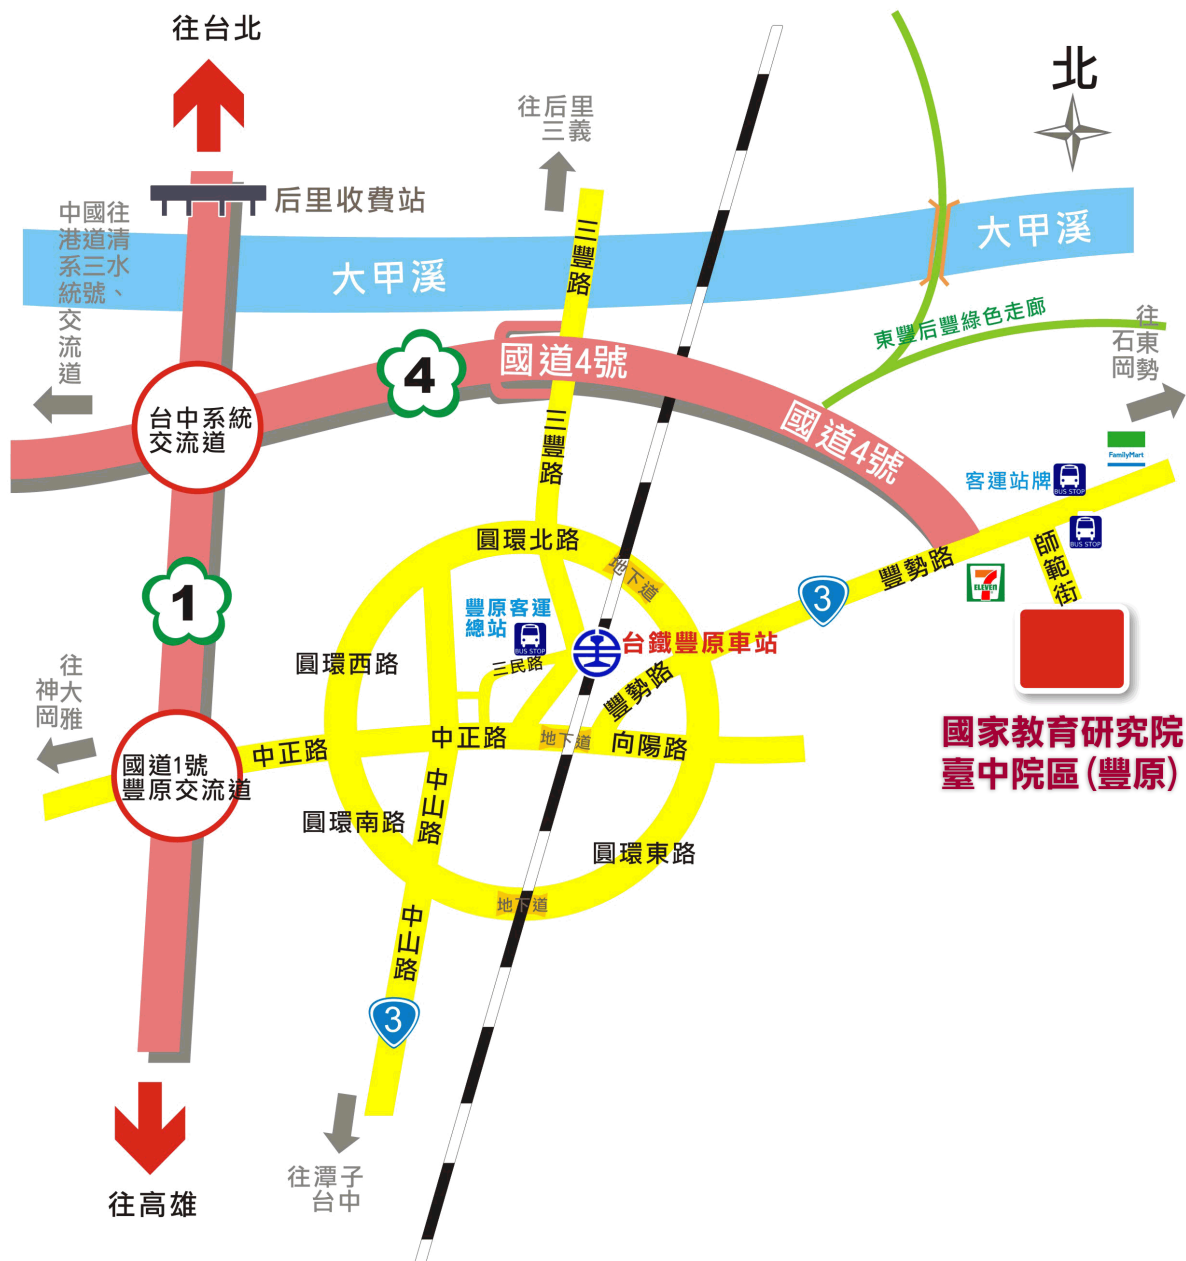 往台北
北
往后里
三義
后里收費站
往清水、
國道三號
中港系統交流道
大甲溪
大甲溪
三豐路
東豐后豐綠色走廊
往東勢
石岡
國道4號
4
國道4號
台中系統
交流道
三豐路
FamilyMart
客運站牌
BUS STOP
BUS STOP
圓環北路
地下道
師範街
豐勢路
7
ELEVEN
3
1
豐原客運
總站
BUS STOP
台鐵豐原車站
三民路
圓環西路
豐勢路
往大雅
神岡
國家教育研究院
臺中院區(豐原)
中正路
中正路
地下道
向陽路
國道1號
豐原交流道
中山路
圓環南路
圓環東路
地下道
中山路
3
往潭子
台中
往高雄